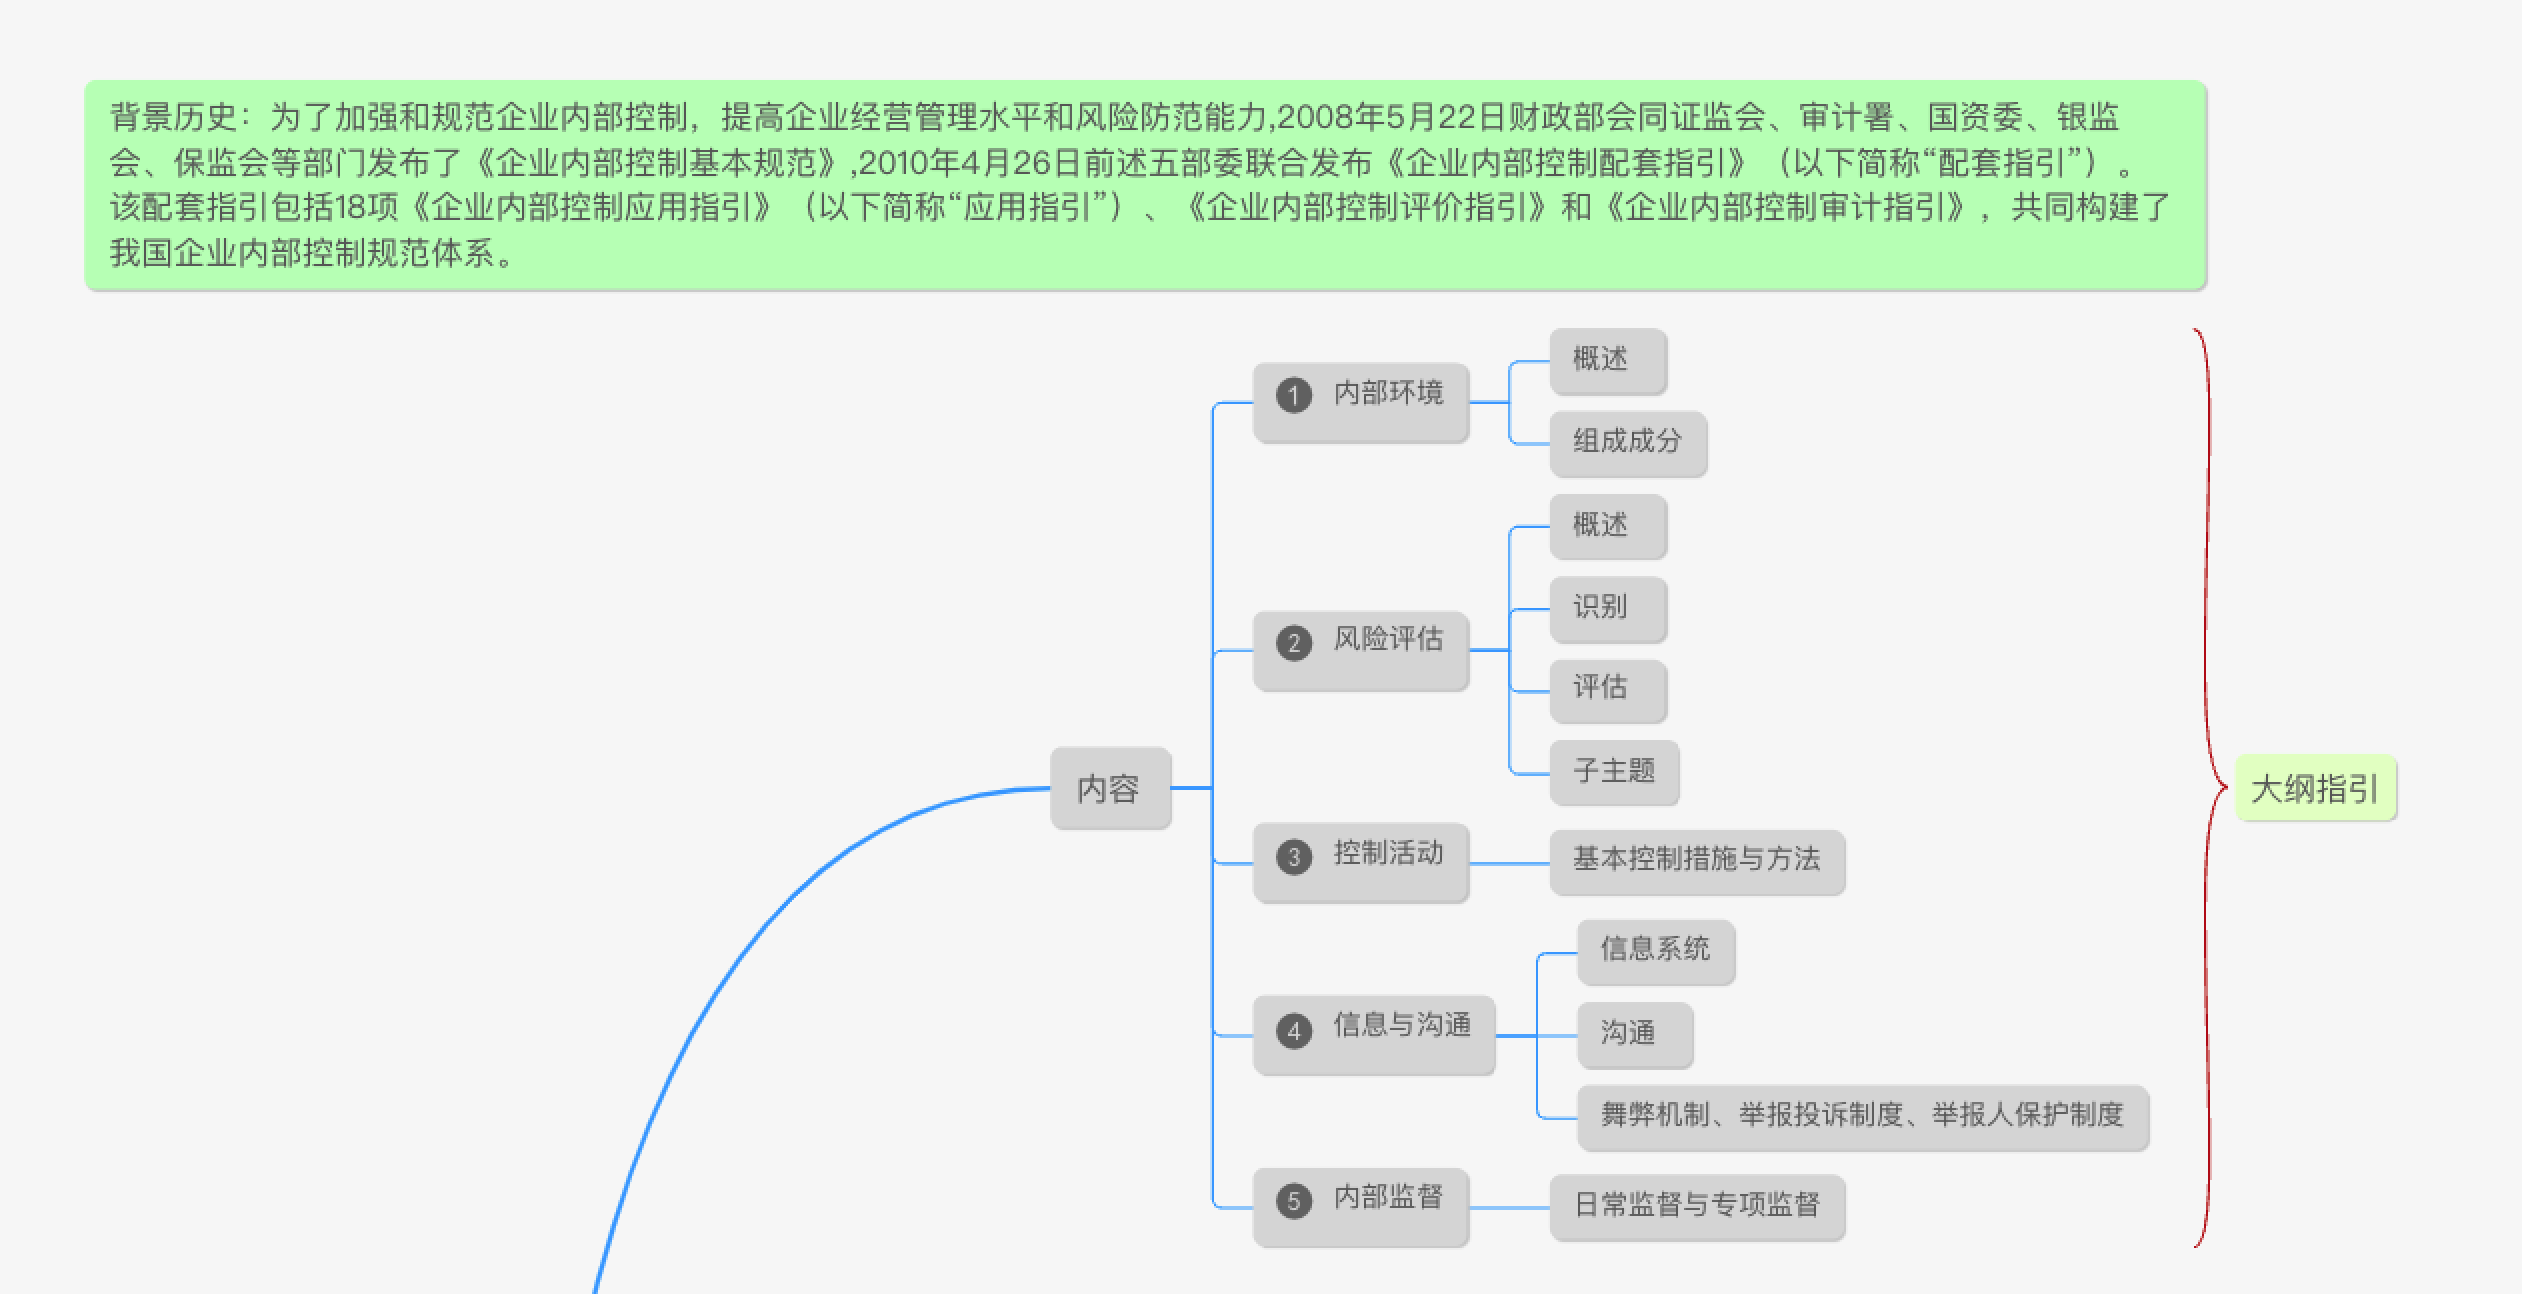 背景历史：为了加强和规范企业内部控制，提高企业经营管理水平和风险防范能力,2008年5月22日财政部会同证监会、审计署、国资委、银监
会、保监会等部门发布了《企业内部控制基本规范》,2010年4月26日前述五部委联合发布《企业内部控制配套指引》（以下简称“配套指引”）。
该配套指引包括18项《企业内部控制应用指引》（以下简称“应用指引”）、《企业内部控制评价指引》和《企业内部控制审计指引》，共同构建了
我国企业内部控制规范体系。
内容
1 内部环境
概述
组成成分
2 风险评估
概述
识别
评估
子主题
3 控制活动
基本控制措施与方法
4 信息与沟通
信息系统
沟通
舞弊机制、举报投诉制度、举报人保护制度
5 内部监督
日常监督与专项监督
大纲指引